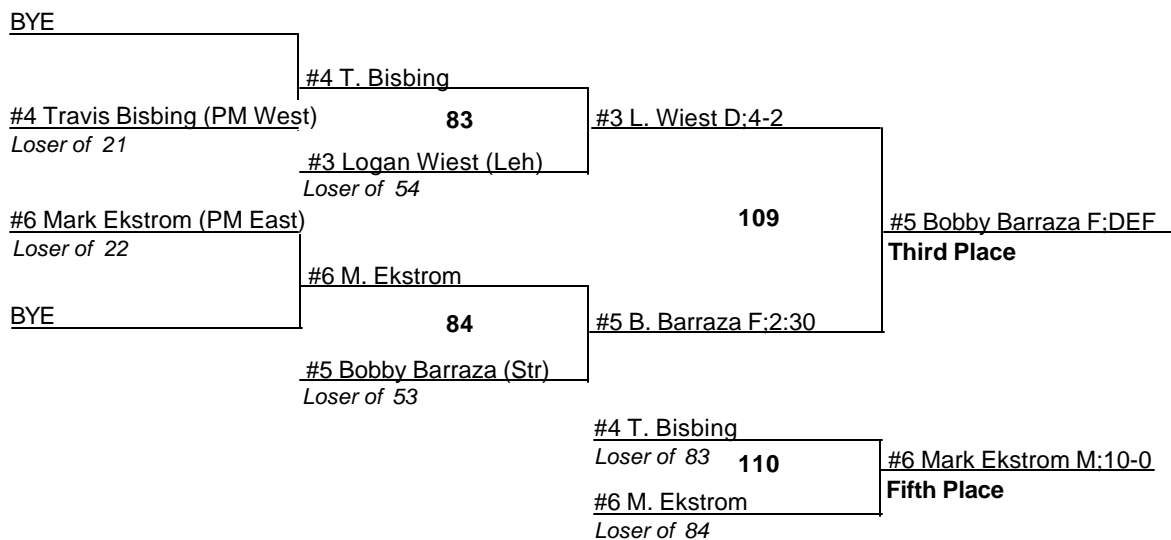 BYE
#4 T. Bisbing
#4 Travis Bisbing (PM West)
83
#3 L. Wiest D;4-2
Loser of 21
#3 Logan Wiest (Leh)
Loser of 54
#6 Mark Ekstrom (PM East)
109
#5 Bobby Barraza F;DEF
Loser of 22
Third Place
#6 M. Ekstrom
BYE
84
#5 B. Barraza F;2:30
#5 Bobby Barraza (Str)
Loser of 53
#4 T. Bisbing
Loser of 83
110
#6 Mark Ekstrom M;10-0
Fifth Place
#6 M. Ekstrom
Loser of 84